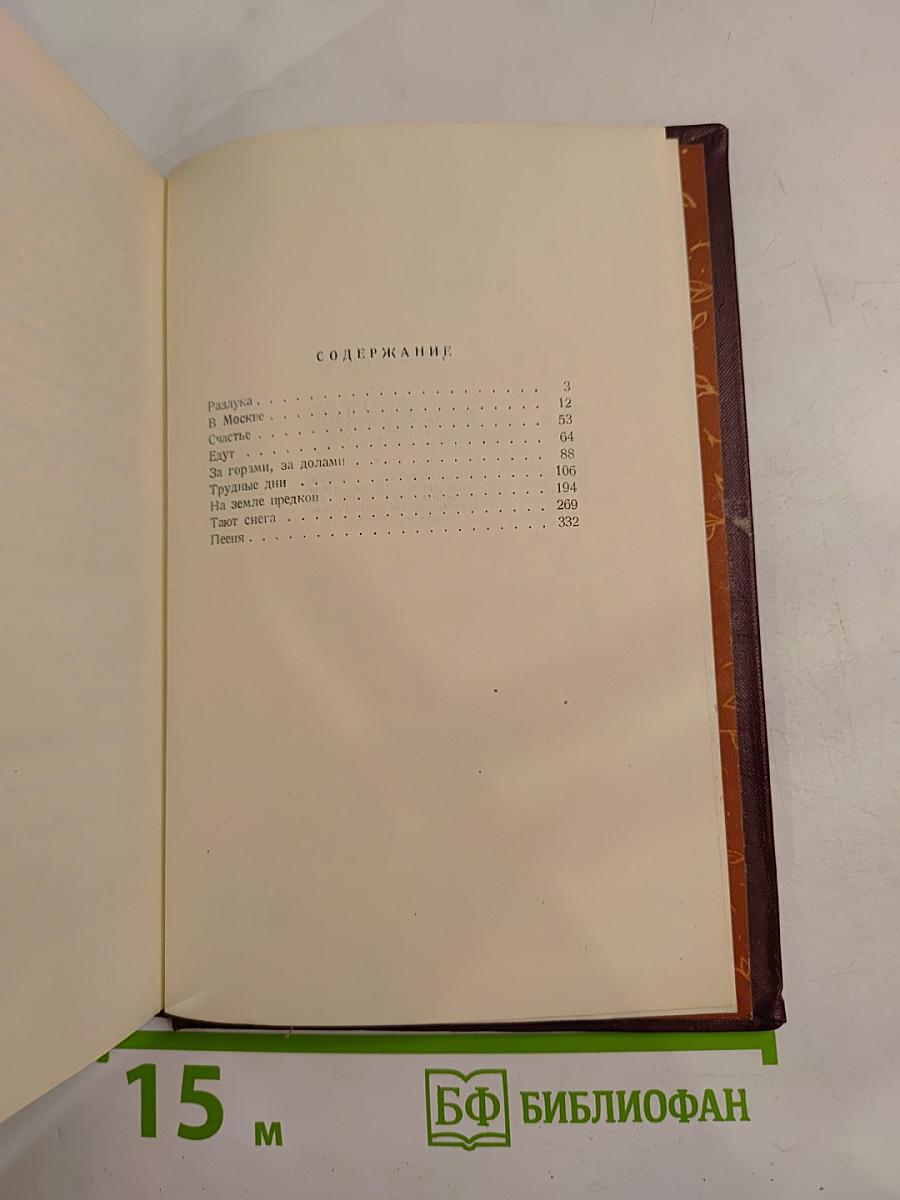 СОДЕРЖАНИЕ
Разлука . . . . . . . . . . . . . . . . . . . . . . 3
В Москве . . . . . . . . . . . . . . . . . . . . . 12
Счастье . . . . . . . . . . . . . . . . . . . . . . 53
Едут . . . . . . . . . . . . . . . . . . . . . . . 64
За горами, за долами . . . . . . . . . . . . . . . 88
Трудные дни . . . . . . . . . . . . . . . . . . . 106
На земле предков . . . . . . . . . . . . . . . . . 194
Тают снега . . . . . . . . . . . . . . . . . . . . 269
Песня . . . . . . . . . . . . . . . . . . . . . . 332
15 м
БФ БИБЛИОФАН